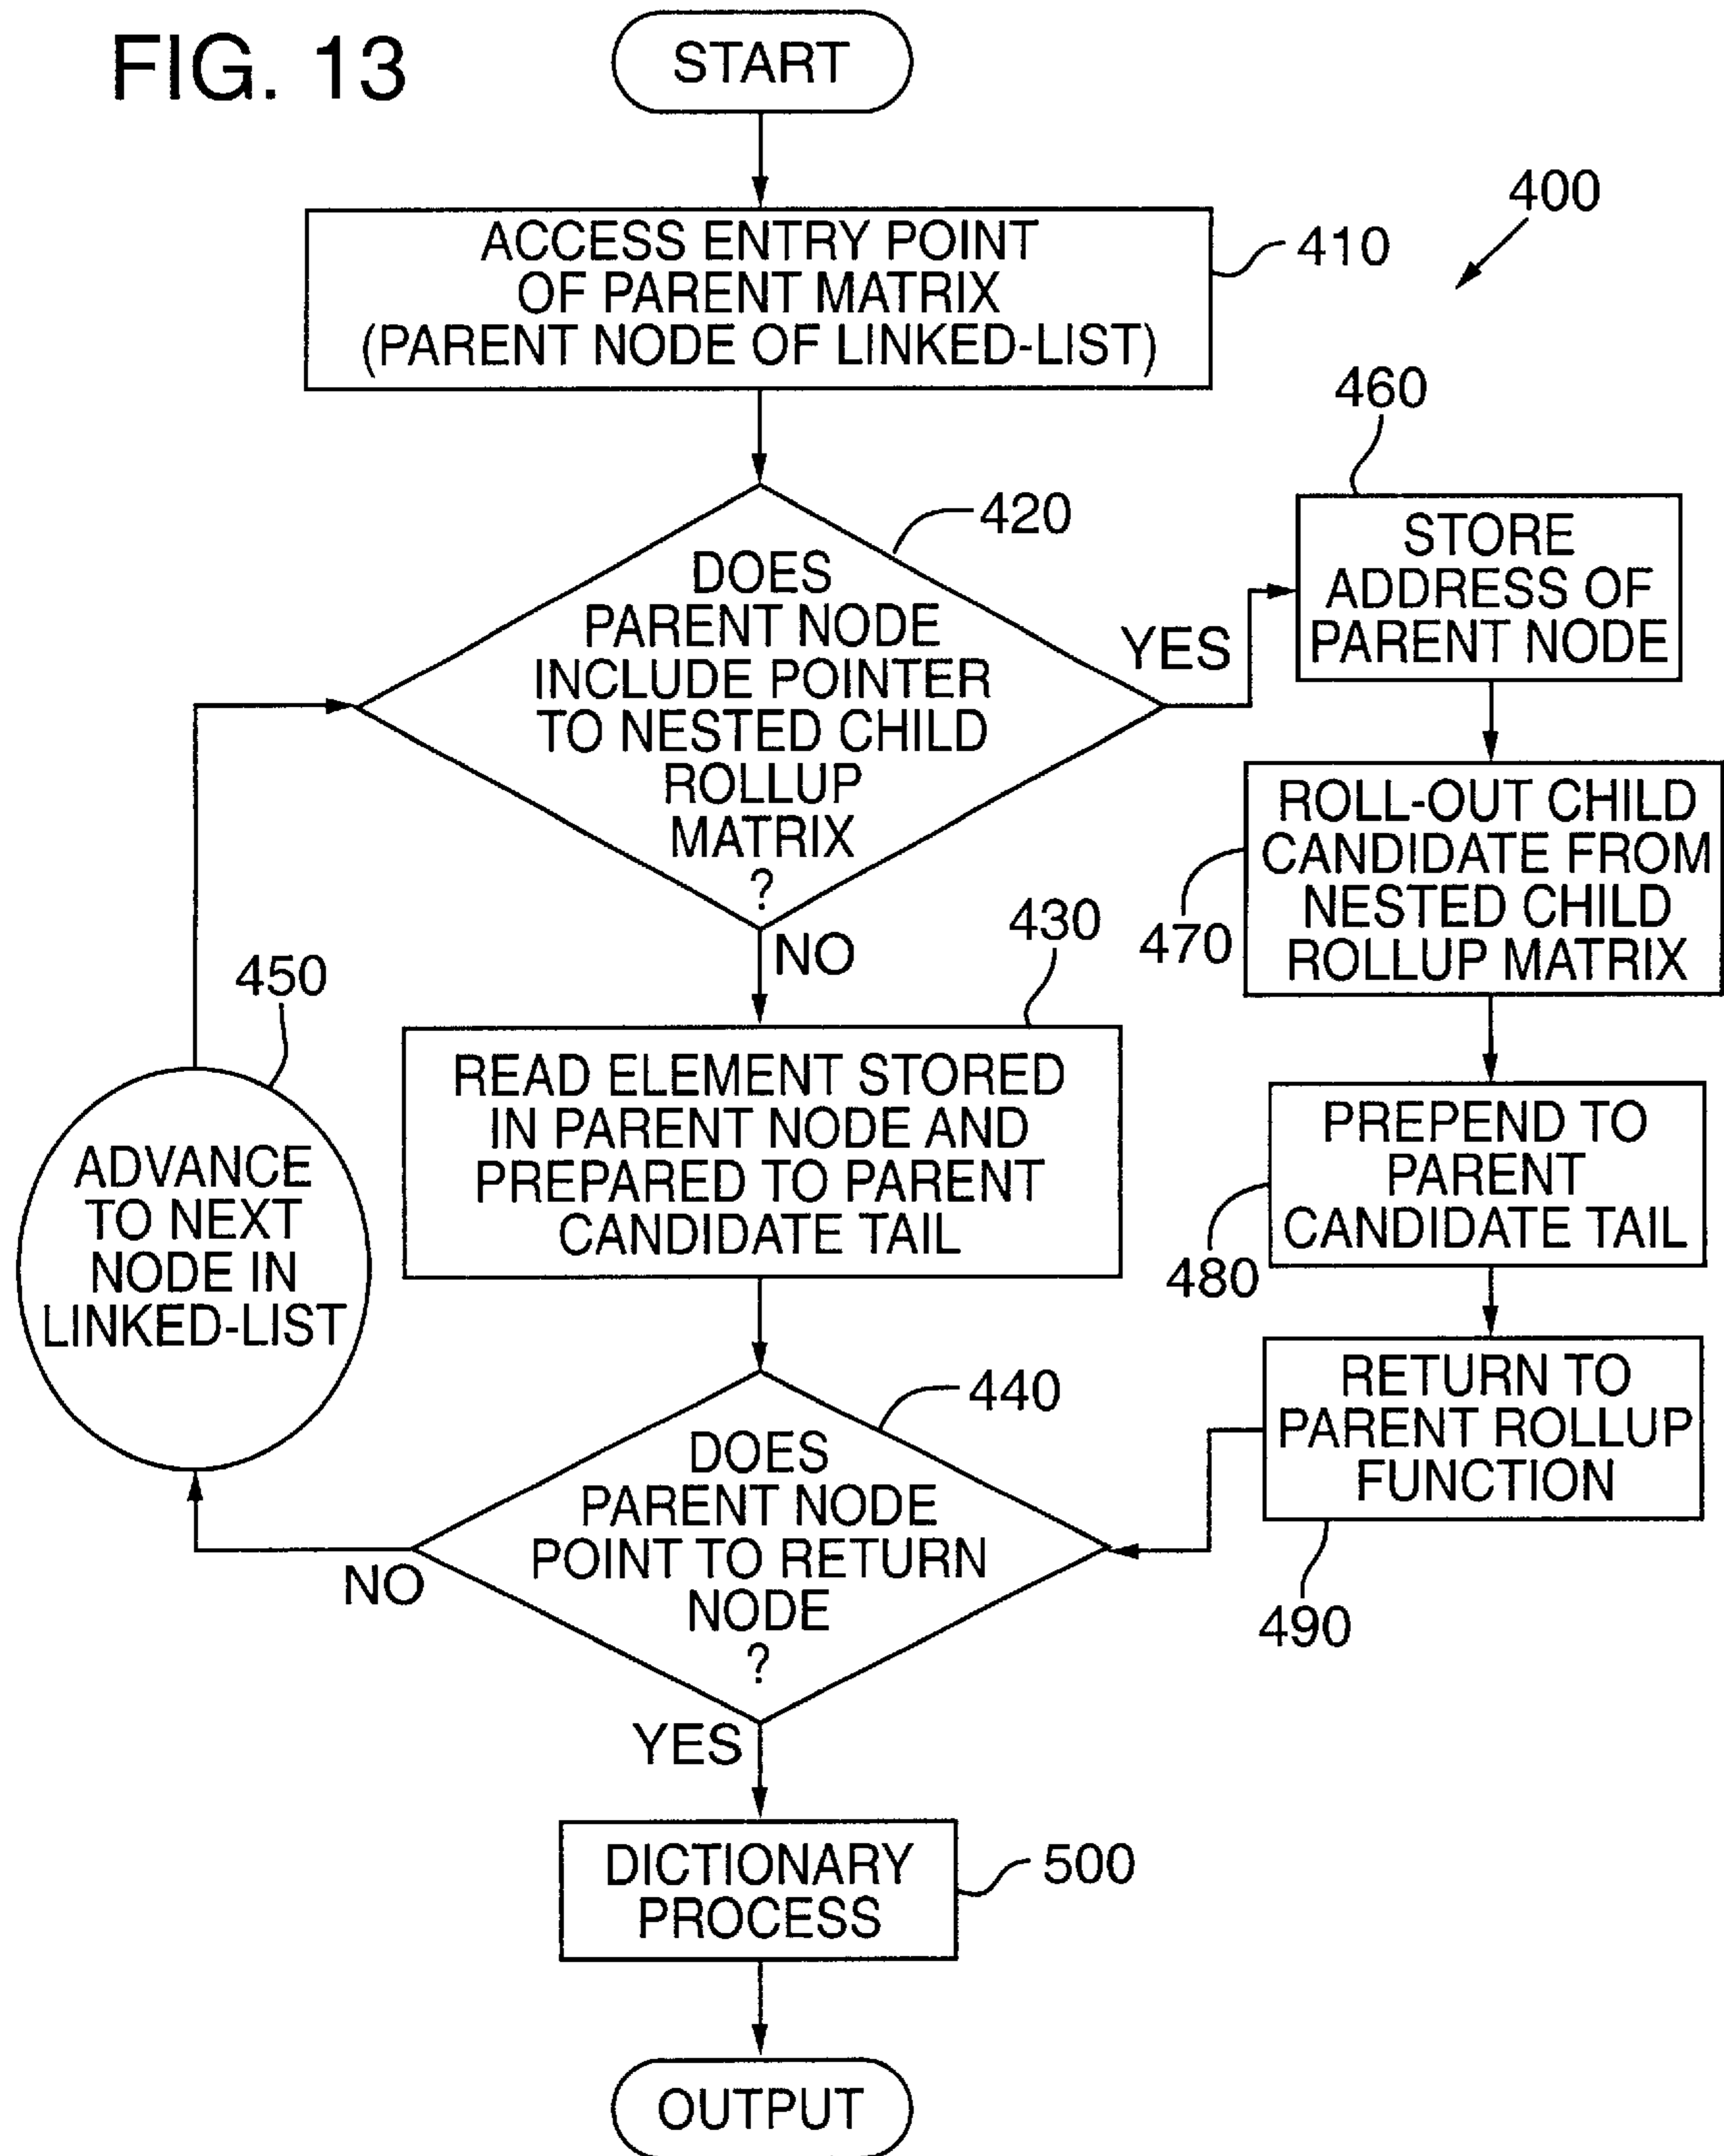 FIG. 13
START
400
ACCESS ENTRY POINT
OF PARENT MATRIX
(PARENT NODE OF LINKED-LIST)
410
460
420
DOES
PARENT NODE
INCLUDE POINTER
TO NESTED CHILD
ROLLUP
MATRIX
?
YES
STORE
ADDRESS OF
PARENT NODE
NO
ROLL-OUT CHILD
CANDIDATE FROM
NESTED CHILD
ROLLUP MATRIX
470
430
450
READ ELEMENT STORED
IN PARENT NODE AND
PREPARED TO PARENT
CANDIDATE TAIL
ADVANCE
TO NEXT
NODE IN
LINKED-LIST
PREPEND TO
PARENT
CANDIDATE TAIL
480
440
DOES
PARENT NODE
POINT TO RETURN
NODE
?
NO
RETURN TO
PARENT ROLLUP
FUNCTION
490
YES
DICTIONARY
PROCESS
500
OUTPUT